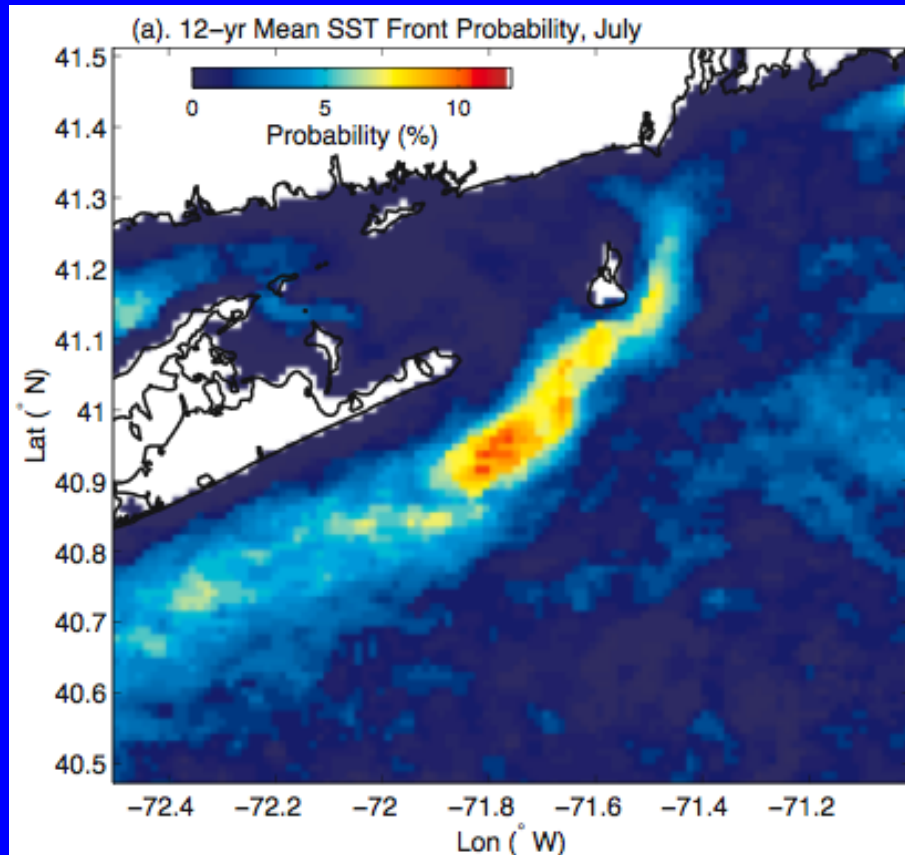 (a). 12-yr Mean SST Front Probability, July
0 5 10
Probability (%)
41.5
41.4
41.3
41.2
41.1
41
40.9
40.8
40.7
40.6
40.5
Lat (° N)
−72.4 −72.2 −72 −71.8 −71.6 −71.4 −71.2
Lon (° W)